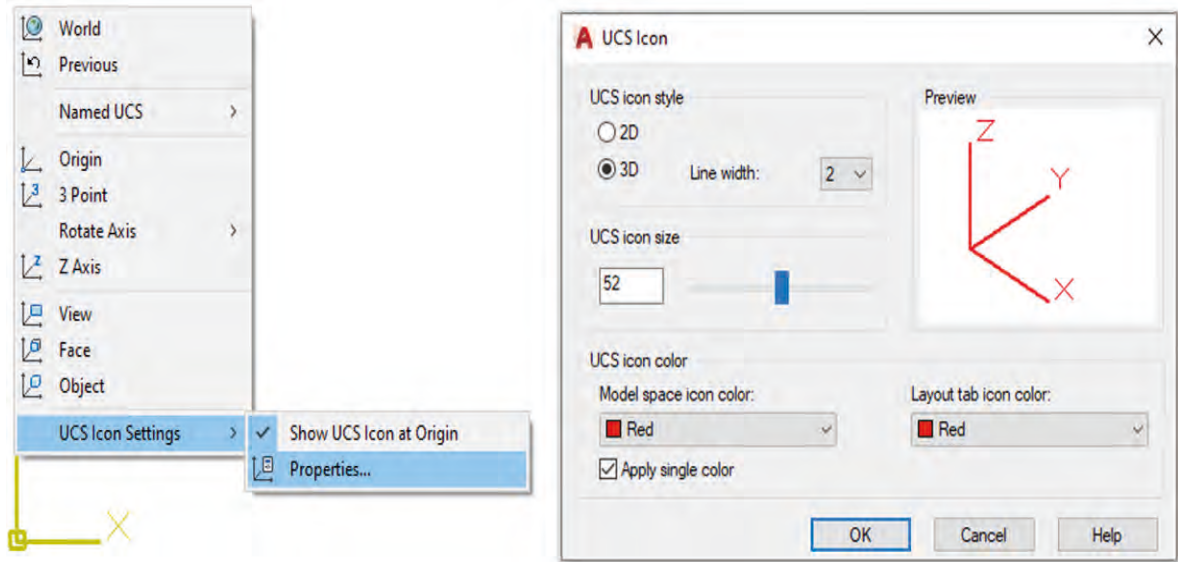 World
Previous
Named UCS
Origin
3 Point
Rotate Axis
Z Axis
View
Face
Object
UCS Icon Settings
Show UCS Icon at Origin
Properties...
X
UCS Icon
UCS icon style
2D
3D
Line width:
2
UCS icon size
52
Preview
Z
Y
X
UCS icon color
Model space icon color:
Red
Apply single color
Layout tab icon color:
Red
OK
Cancel
Help